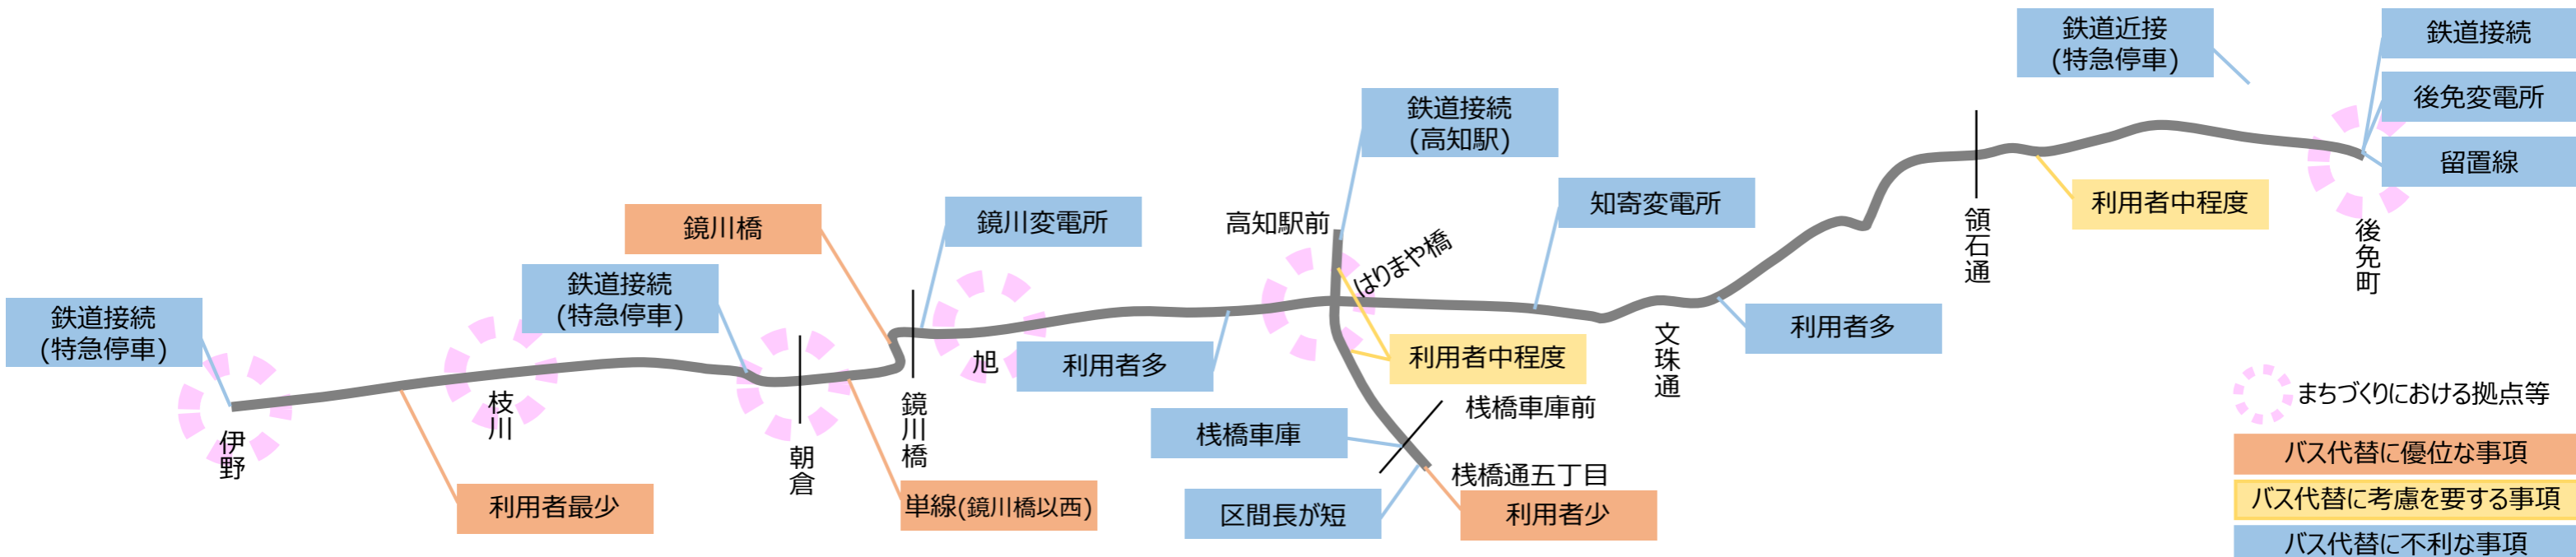 鉄道近接
(特急停車)
鉄道接続
後免変電所
留置線
鉄道接続
(高知駅)
利用者中程度
知寄変電所
鏡川橋
鏡川変電所
高知駅前
はりまや橋
領石通
後免町
鉄道接続
(特急停車)
鉄道接続
(特急停車)
利用者多
利用者多
利用者中程度
文珠通
旭
枝川
伊野
朝倉
鏡川橋
桟橋車庫前
桟橋車庫
桟橋通五丁目
利用者最少
単線(鏡川橋以西)
区間長が短
利用者少
まちづくりにおける拠点等
バス代替に優位な事項
バス代替に考慮を要する事項
バス代替に不利な事項